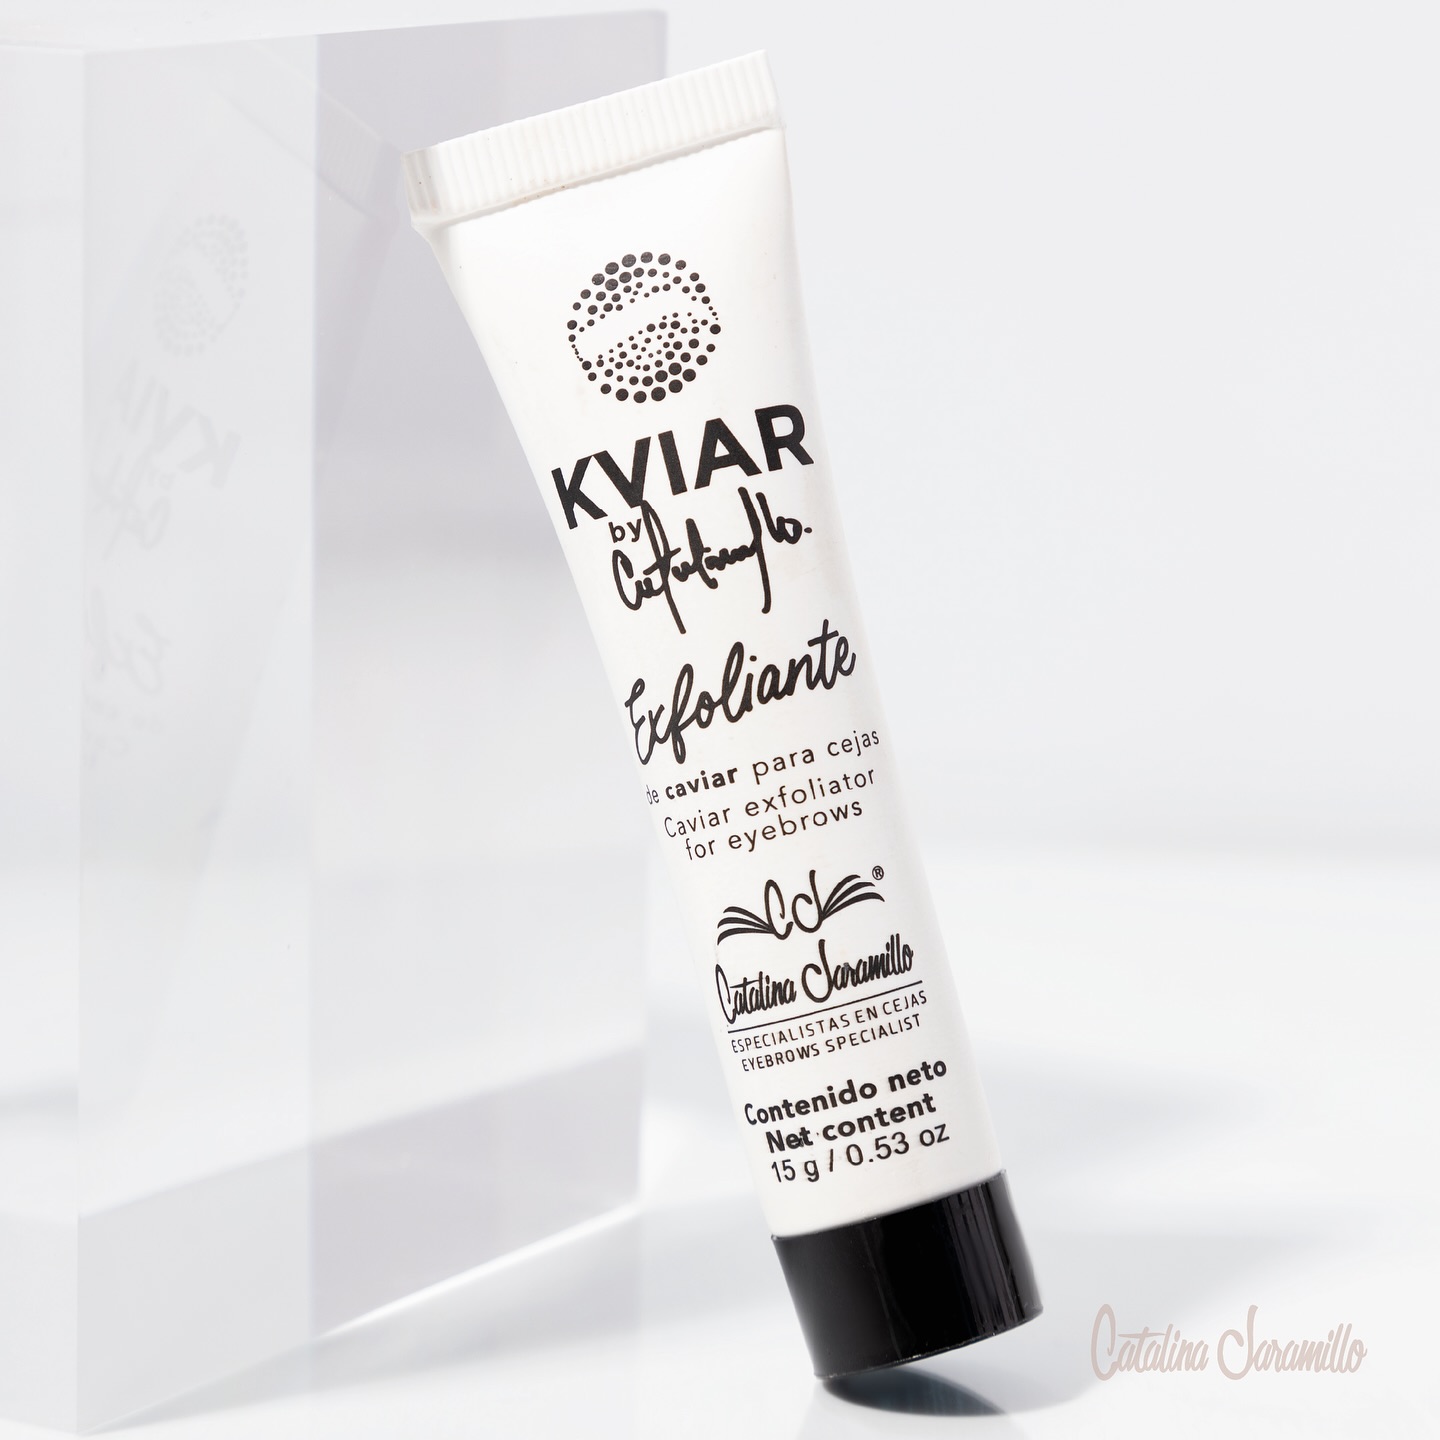 KVIAR
by
Exfoliante
de caviar para cejas
Caviar exfoliator
for eyebrows
CJ®
Catalina Jaramillo
ESPECIALISTAS EN CEJAS
EYEBROWS SPECIALIST
Contenido neto
Net content
15 g / 0.53 oz
Catalina Jaramillo